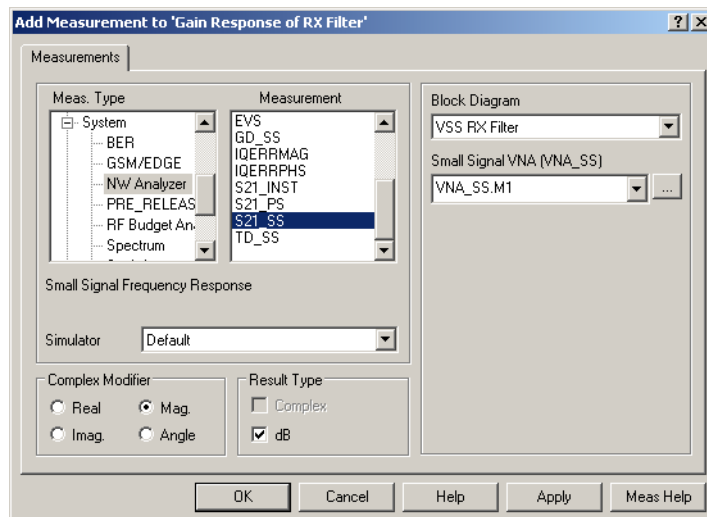 Add Measurement to 'Gain Response of RX Filter'
Measurements
Meas. Type
System
BER
GSM/EDGE
NW Analyzer
PRE_RELEAS
RF Budget An
Spectrum
Measurement
EVS
GD_SS
IQERRMAG
IQERRPHS
S21_INST
S21_PS
S21_SS
TD_SS
Small Signal Frequency Response
Simulator Default
Complex Modifier
Real Mag.
Imag. Angle
Result Type
Complex
dB
Block Diagram
VSS RX Filter
Small Signal VNA (VNA_SS)
VNA_SS.M1 ...
OK Cancel Help Apply Meas Help